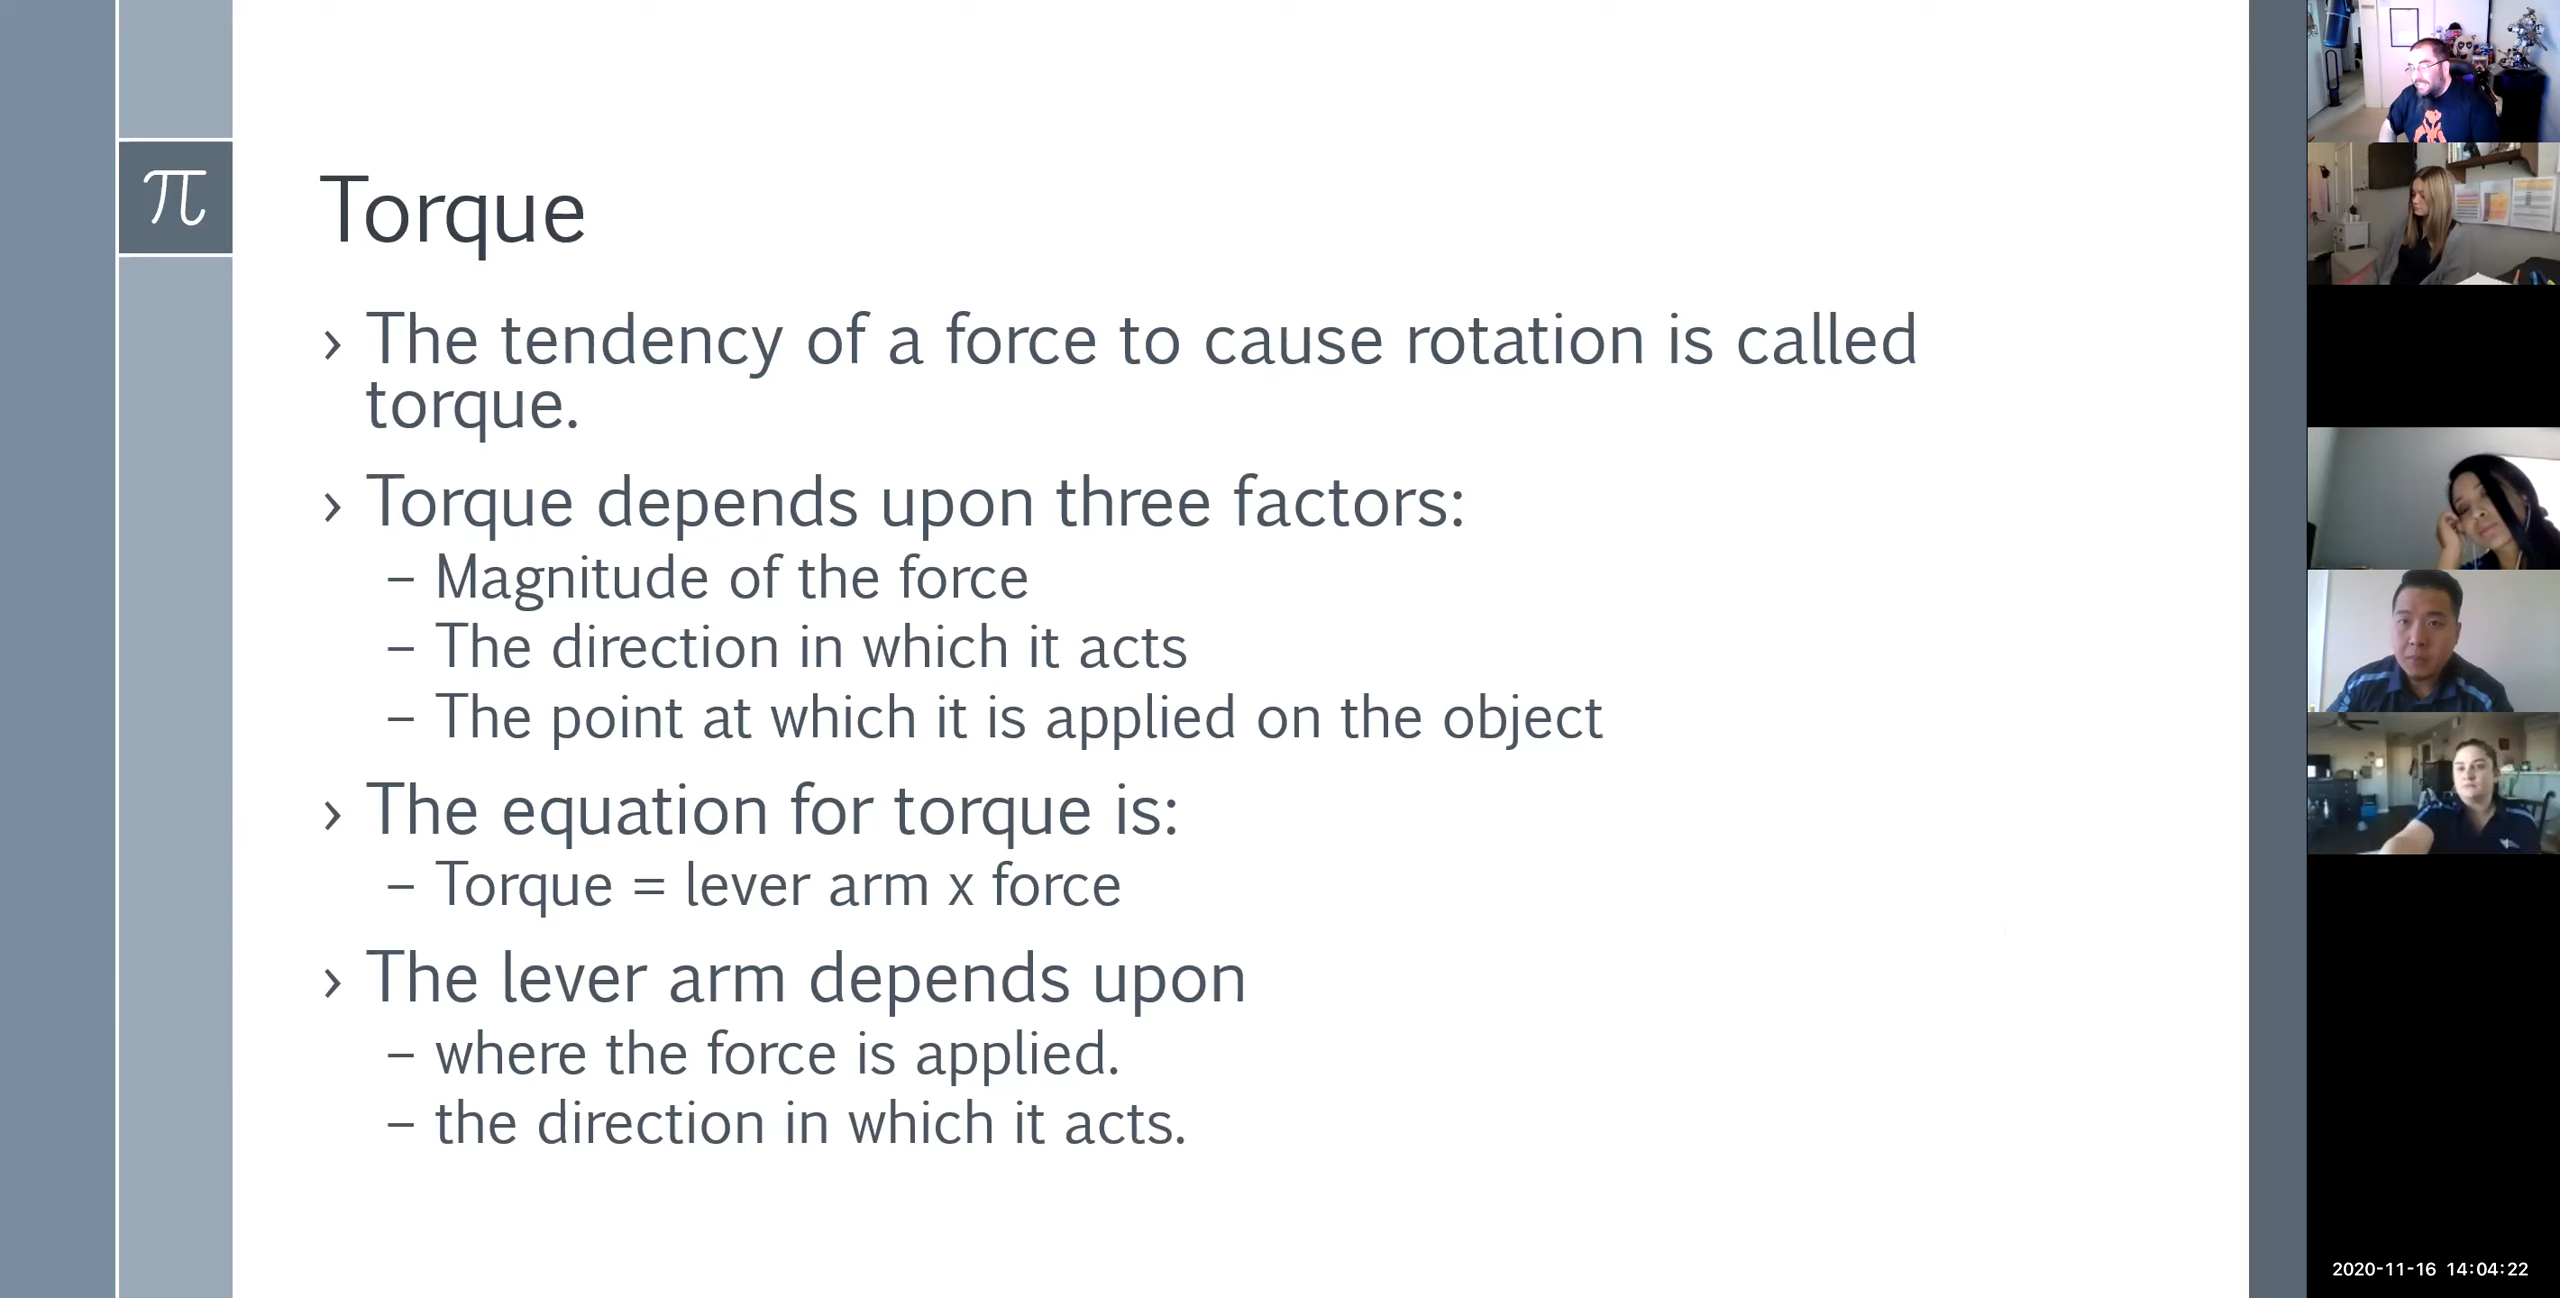 π
Torque
› The tendency of a force to cause rotation is called
torque.
› Torque depends upon three factors:
– Magnitude of the force
– The direction in which it acts
– The point at which it is applied on the object
› The equation for torque is:
– Torque = lever arm x force
› The lever arm depends upon
– where the force is applied.
– the direction in which it acts.
2020-11-16 14:04:22